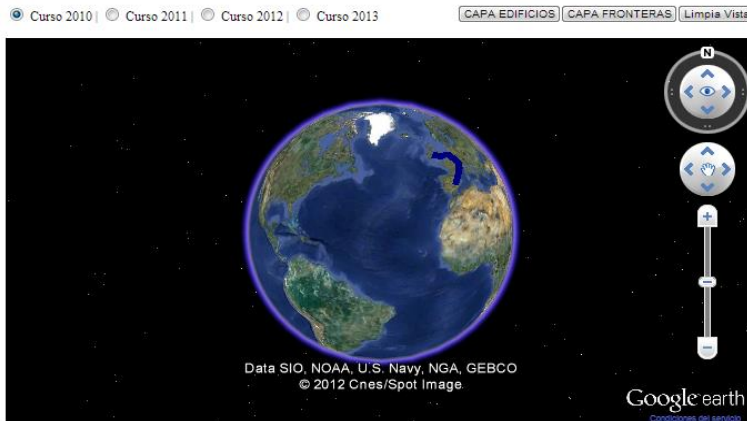 Curso 2010 | Curso 2011 | Curso 2012 | Curso 2013 CAPA EDIFICIOS CAPA FRONTERAS Limpia Vista
N
Data SIO, NOAA, U.S. Navy, NGA, GEBCO
© 2012 Cnes/Spot Image
Google earth
Condiciones del servicio